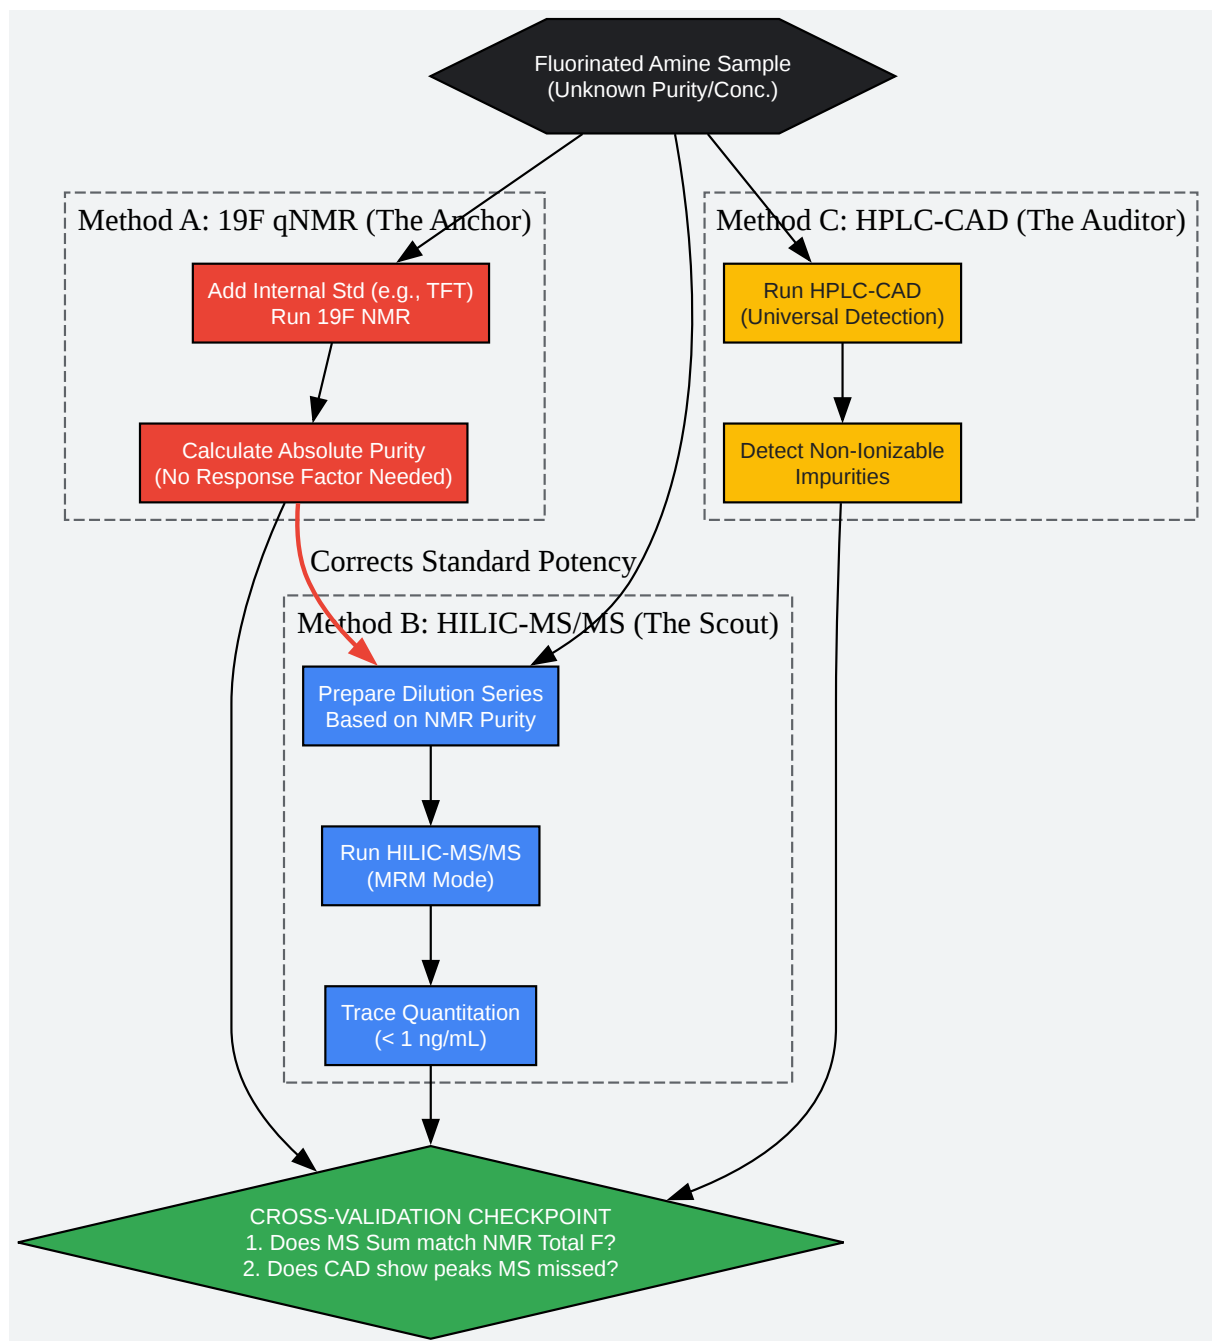 Fluorinated Amine Sample
(Unknown Purity/Conc.)
Method A: 19F qNMR (The Anchor)
Add Internal Std (e.g., TFT)
Run 19F NMR
Calculate Absolute Purity
(No Response Factor Needed)
Method C: HPLC-CAD (The Auditor)
Run HPLC-CAD
(Universal Detection)
Detect Non-Ionizable
Impurities
Corrects Standard Potency
Method B: HILIC-MS/MS (The Scout)
Prepare Dilution Series
Based on NMR Purity
Run HILIC-MS/MS
(MRM Mode)
Trace Quantitation
(< 1 ng/mL)
CROSS-VALIDATION CHECKPOINT
1. Does MS Sum match NMR Total F?
2. Does CAD show peaks MS missed?